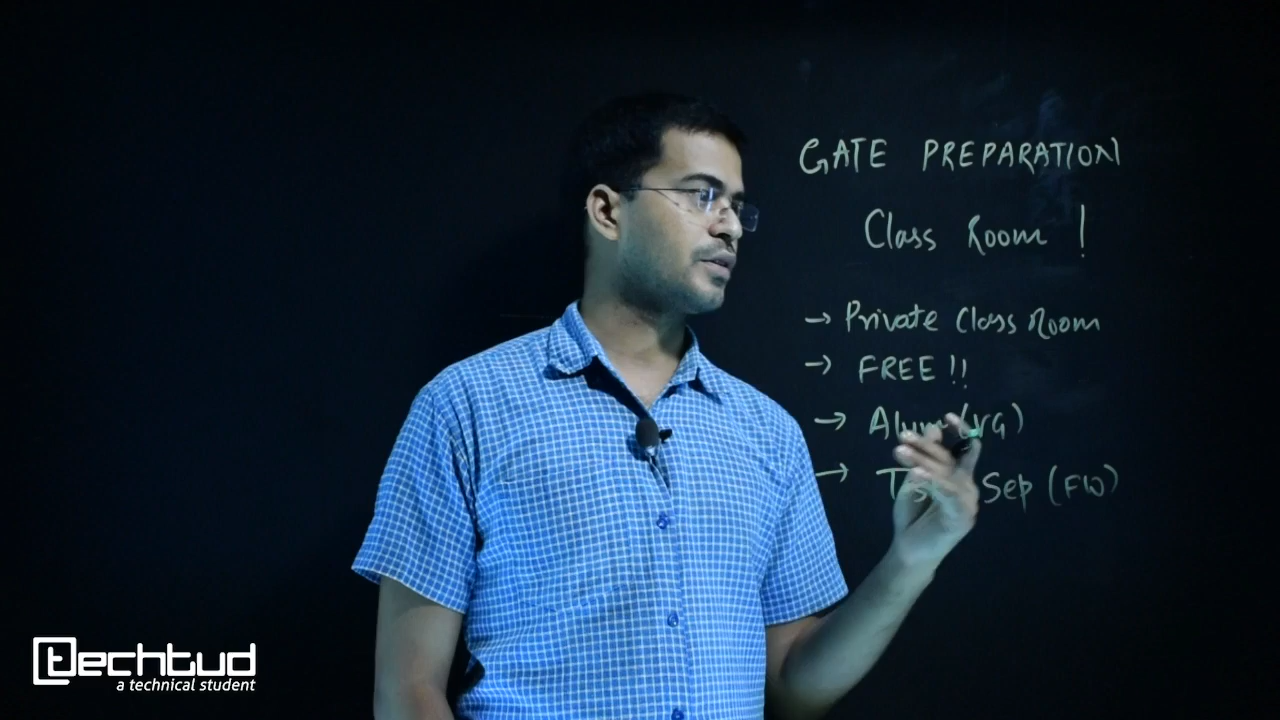 GATE PREPARATION
Class Room !
→ Private Class Room
→ FREE !!
→ Alum (VG)
→ Sep (FW)
techtud
a technical student